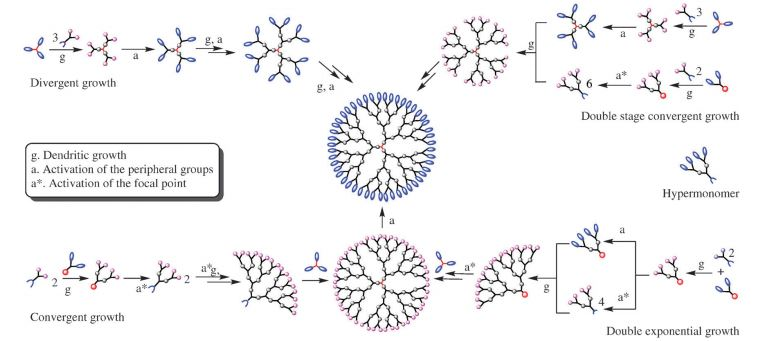 3
g
a
g, a
Divergent growth
g, a
3
a
g
g
6
a*
2
g
Double stage convergent growth
g. Dendritic growth
a. Activation of the peripheral groups
a*. Activation of the focal point
Hypermonomer
a
2
g
a*
2
a*g
Convergent growth
a*
g
a
4
a*
g
2
+
Double exponential growth